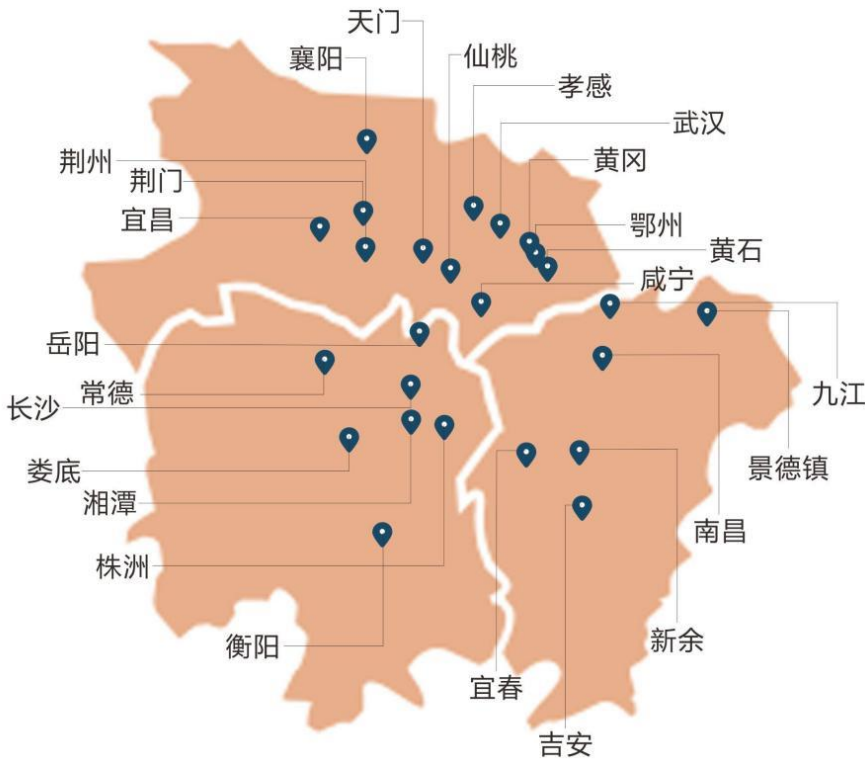 天门
襄阳
仙桃
孝感
武汉
荆州
黄冈
荆门
宜昌
鄂州
黄石
咸宁
岳阳
常德
九江
长沙
娄底
景德镇
湘潭
南昌
株洲
新余
衡阳
宜春
吉安